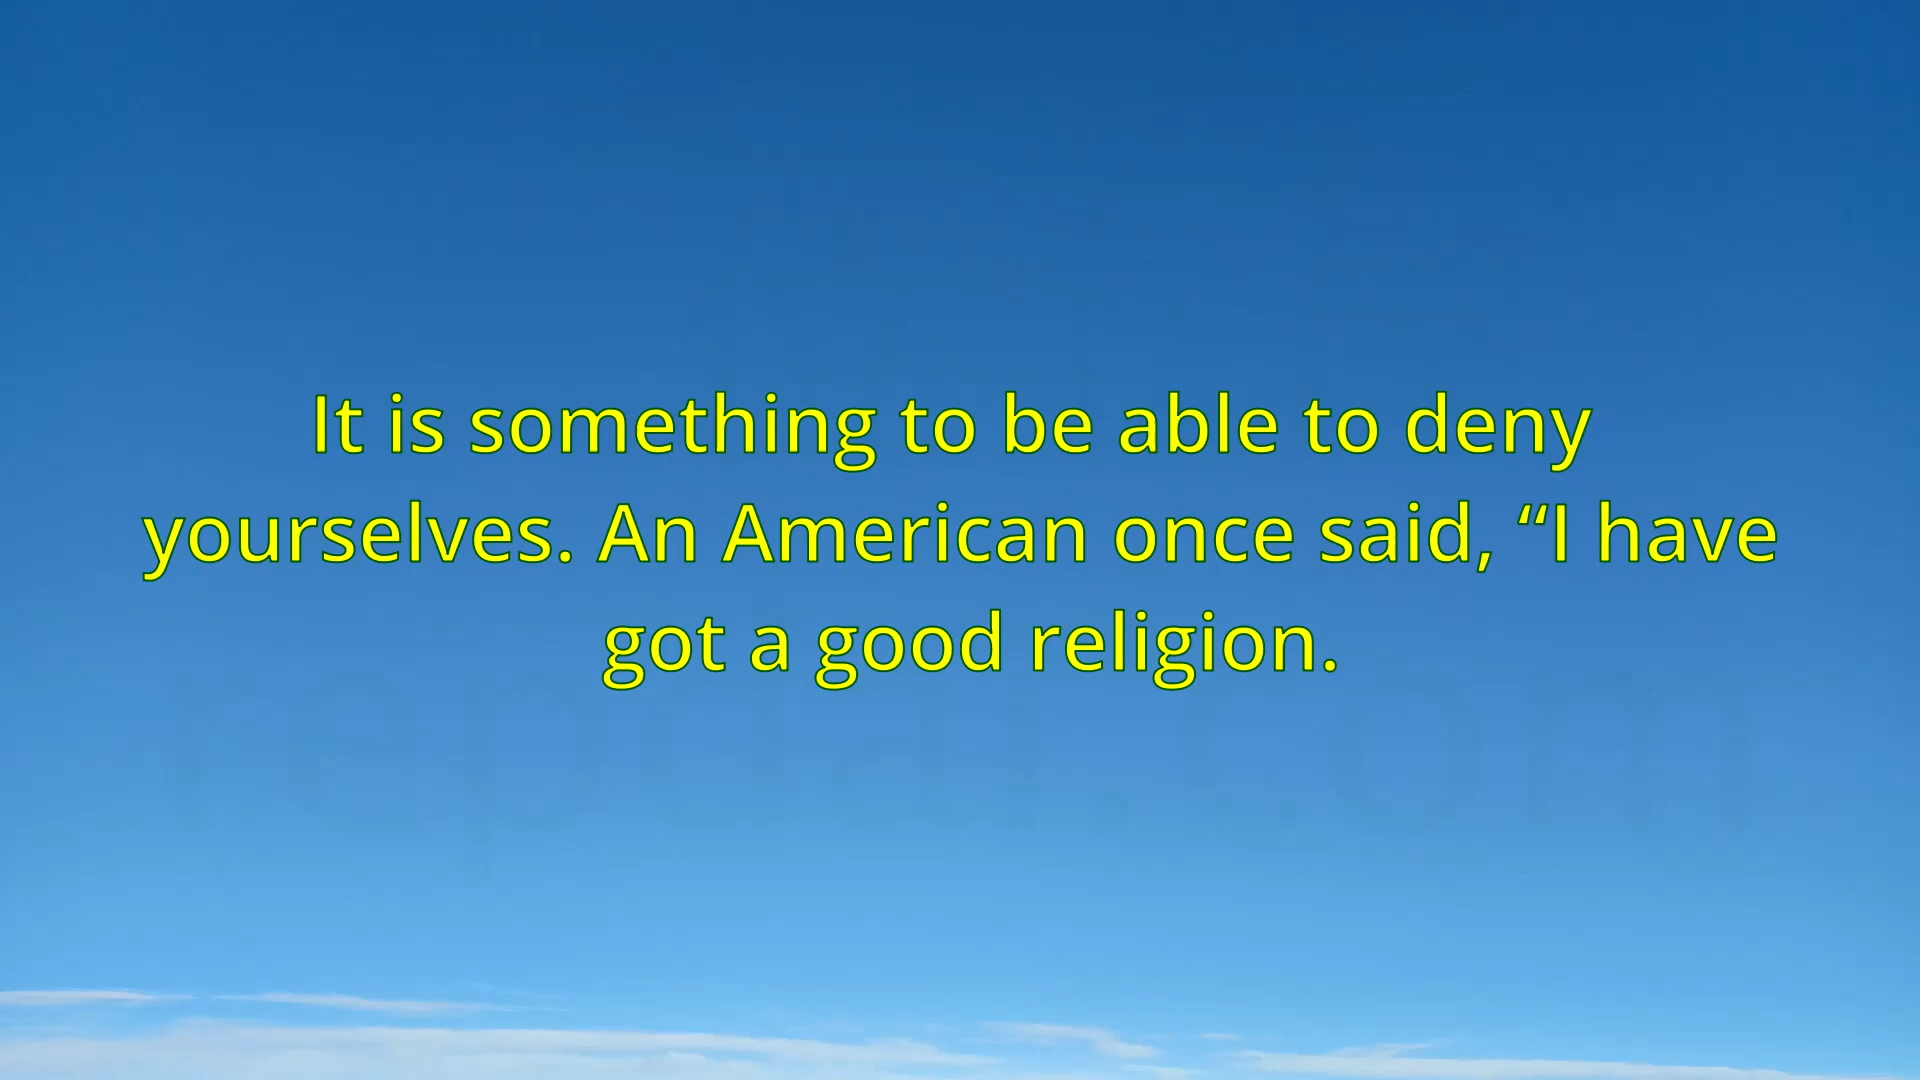 It is something to be able to deny
yourselves. An American once said, “I have
got a good religion.